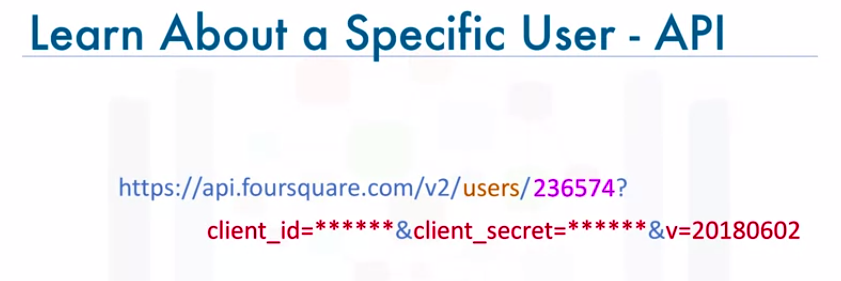 Learn About a Specific User - API
https://api.foursquare.com/v2/users/236574?
client_id=******&client_secret=******&v=20180602